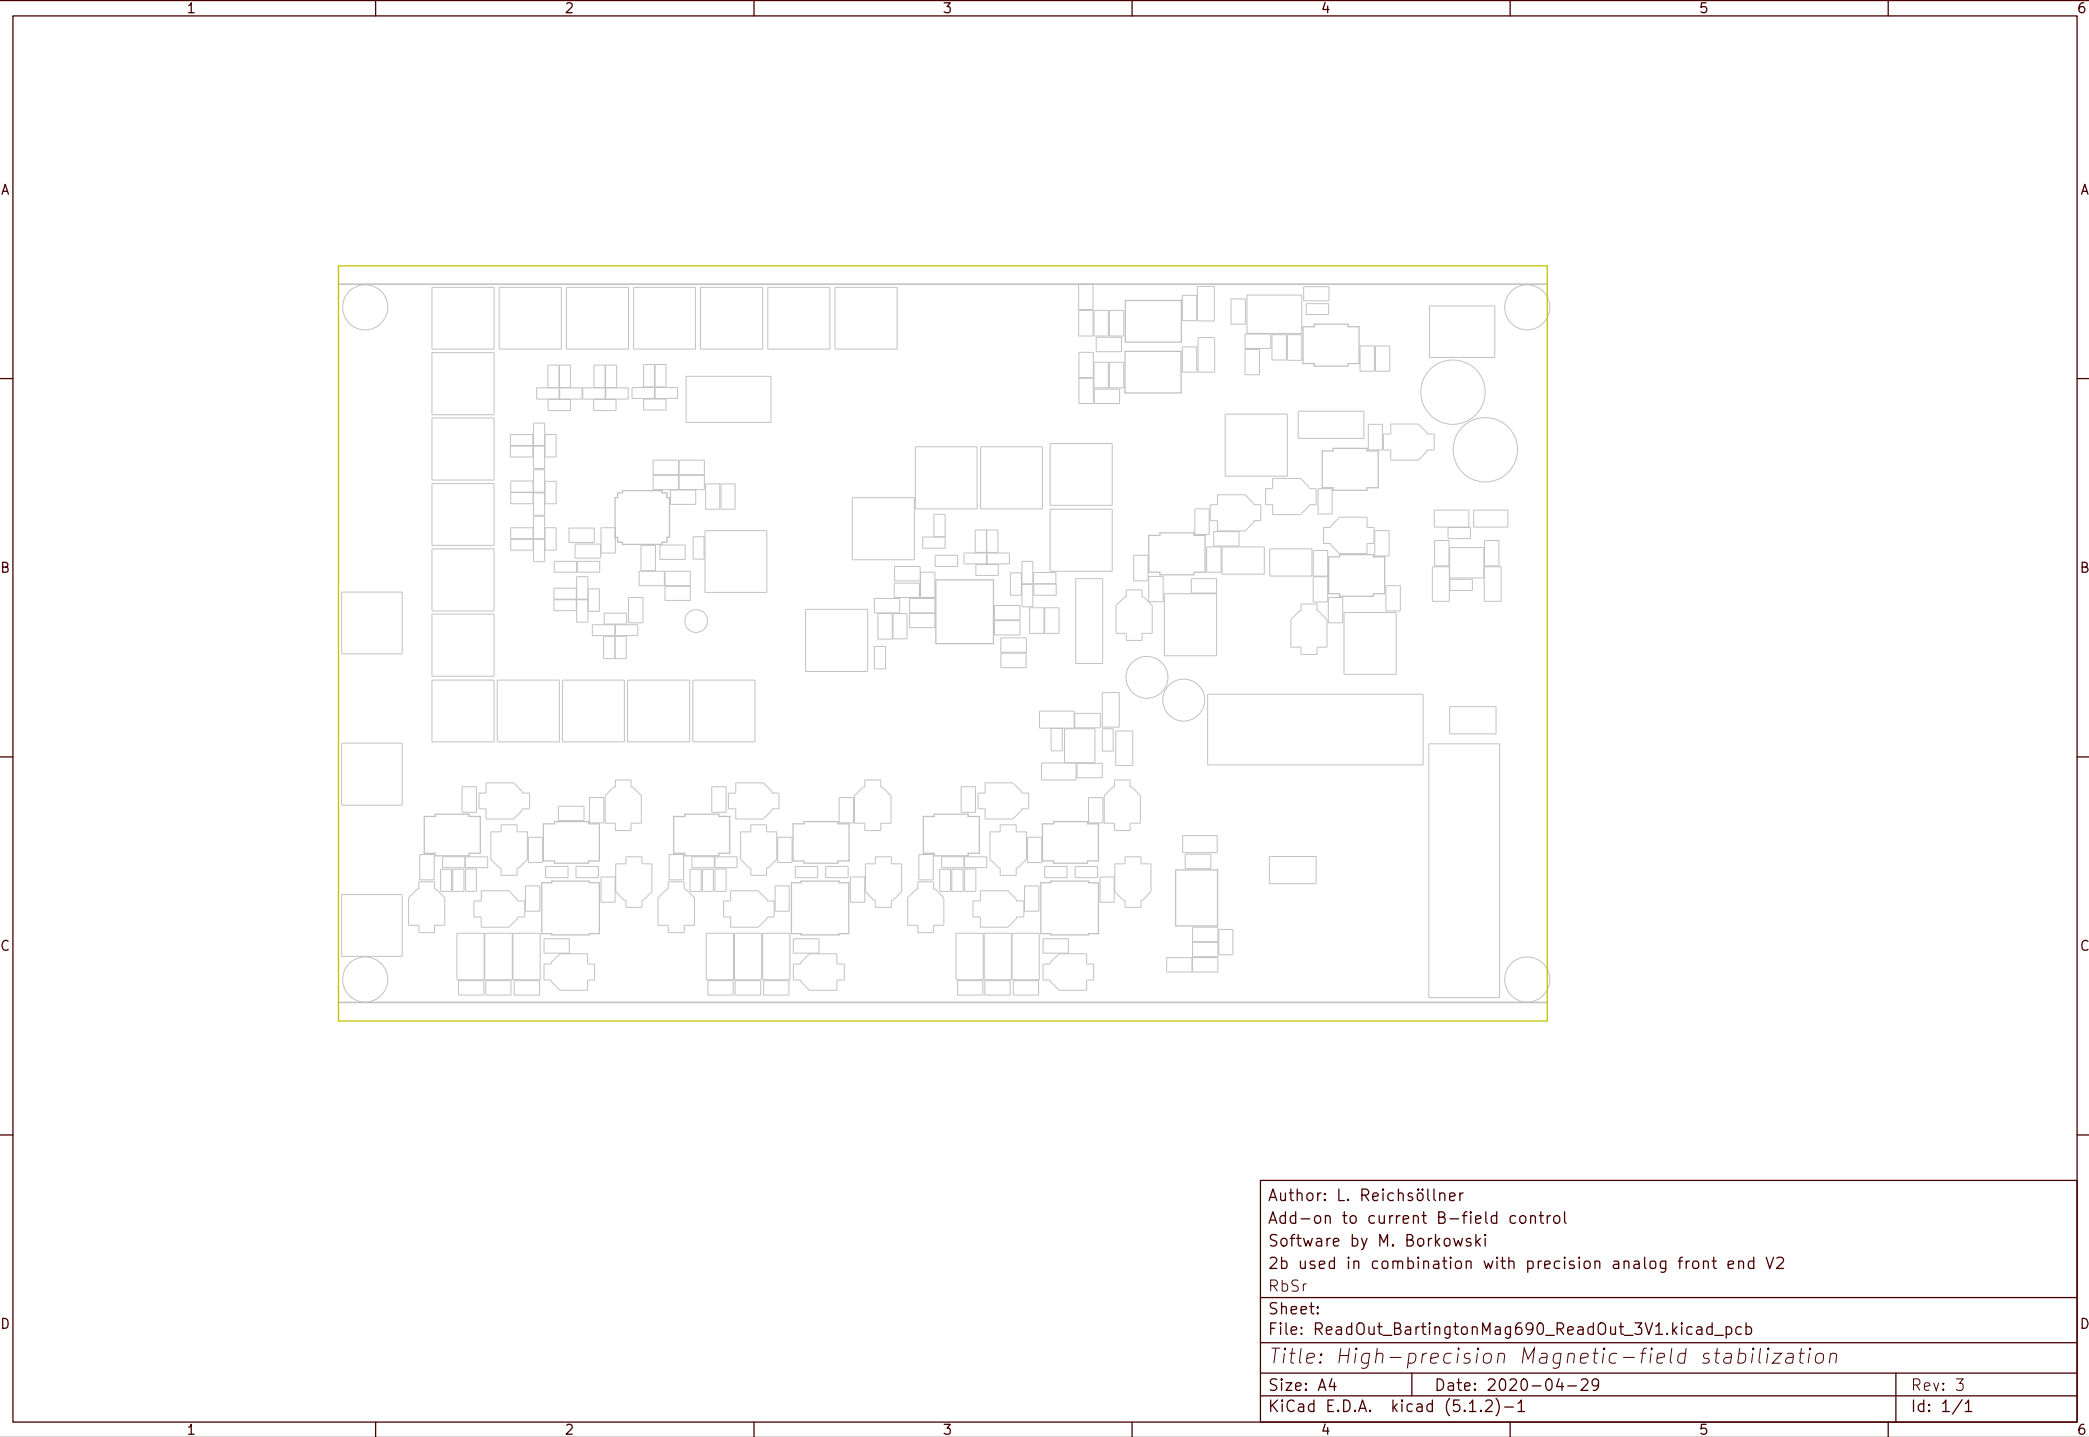 1 2 3 4 5 6
A A
B B
C C
Author: L. Reichsöllner
Add-on to current B-field control
Software by M. Borkowski
2b used in combination with precision analog front end V2
RbSr
Sheet:
D D
File: ReadOut_BartingtonMag690_ReadOut_3V1.kicad_pcb
Title: High-precision Magnetic-field stabilization
Size: A4 Date: 2020-04-29 Rev: 3
KiCad E.D.A. kicad (5.1.2)-1 Id: 1/1
1 2 3 4 5 6